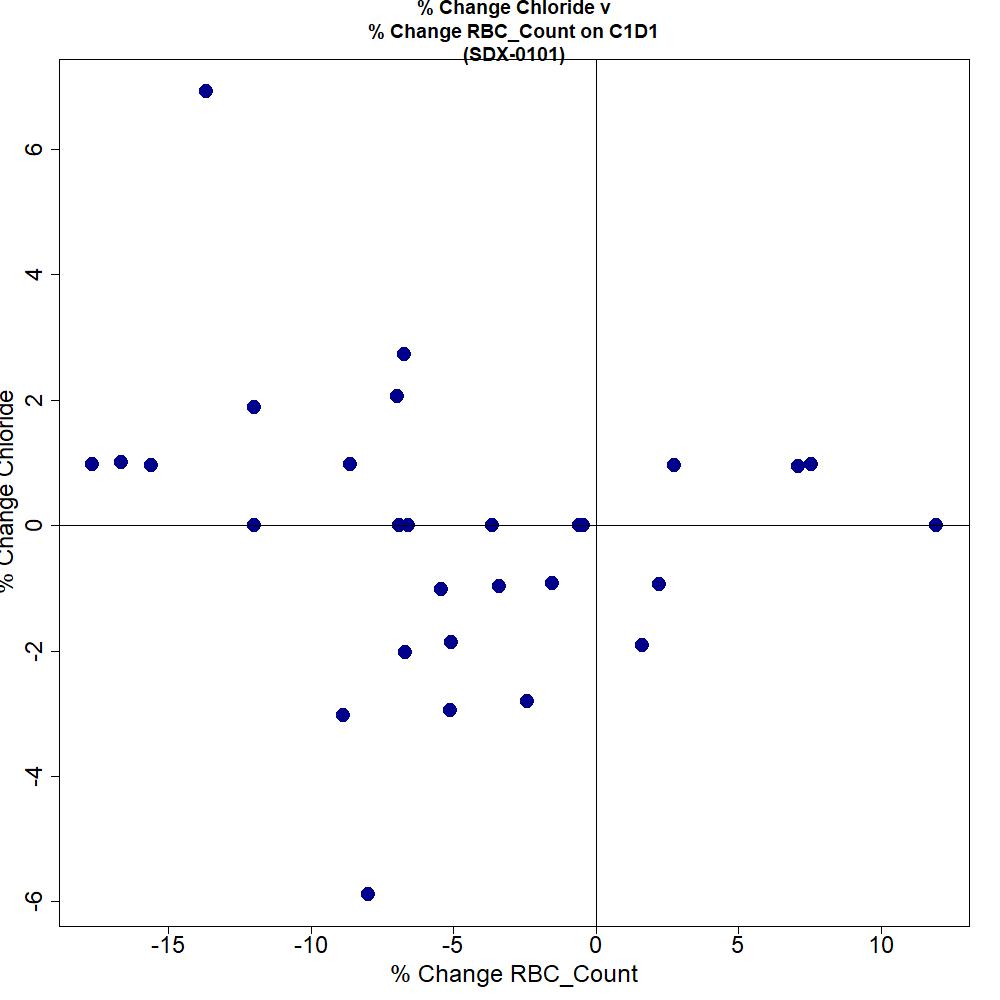 % Change Chloride v
% Change RBC_Count on C1D1
(SDX-0101)
6
4
2
0
-2
-4
-6
% Change Chloride
-15
-10
-5
0
5
10
% Change RBC_Count